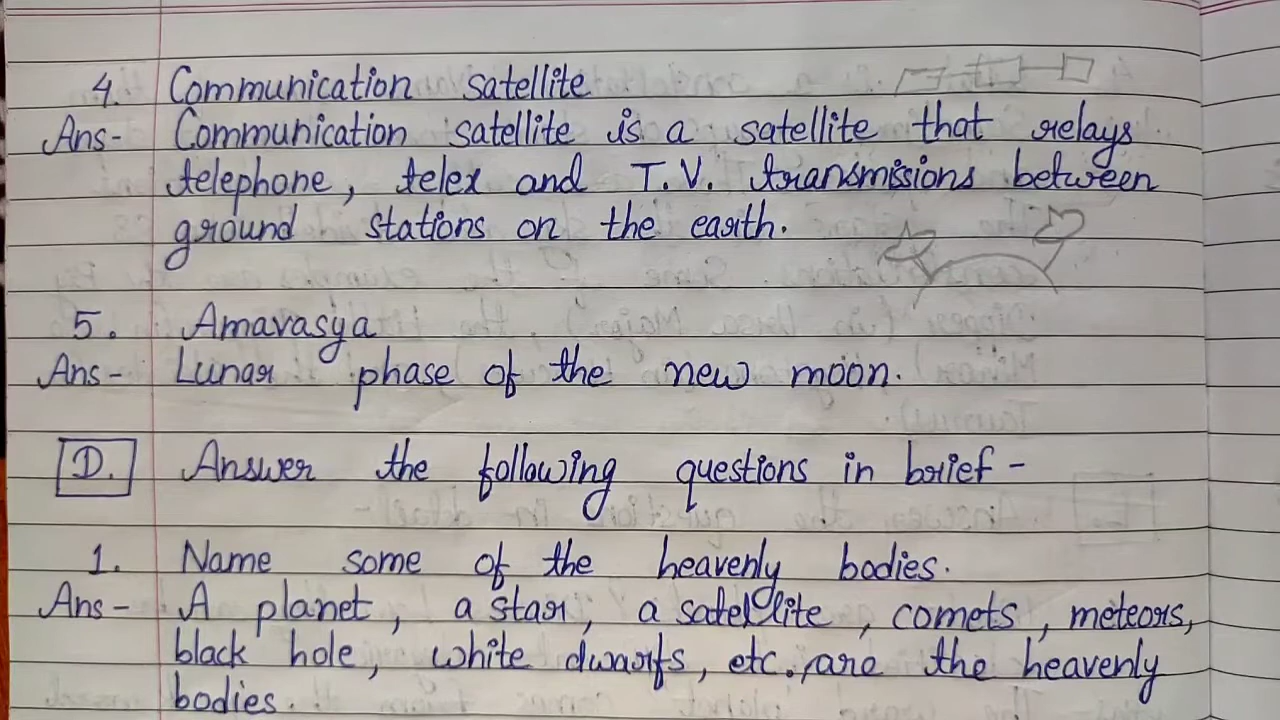 4. Communication satellite
Ans- Communication satellite is a satellite that relays
telephone, telex and T.V. transmissions between
ground stations on the earth.
5. Amavasya
Ans- Lunar phase of the new moon.
D. Answer the following questions in brief -
1. Name some of the heavenly bodies.
Ans- A planet, a star, a satellite, comets, meteors,
black hole, white dwarfs, etc., are the heavenly
bodies.